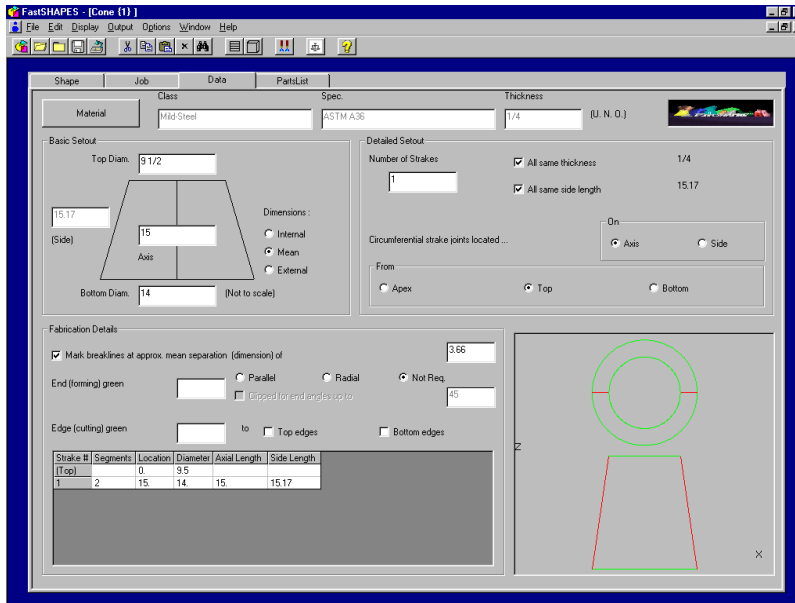 FastSHAPES - [Cone {1} ]
File Edit Display Output Options Window Help
Shape Job Data PartsList
Class Spec. Thickness
Material Mild-Steel ASTM A36 1/4 (U. N. O.)
Basic Setout
Top Diam. 9 1/2
15.17
(Side)
15
Axis
Dimensions :
Internal
Mean
External
Bottom Diam. 14 (Not to scale)
Detailed Setout
Number of Strakes
1
All same thickness 1/4
All same side length 15.17
Circumferential strake joints located ...
On
Axis Side
From
Apex Top Bottom
Fabrication Details
Mark breaklines at approx. mean separation (dimension) of 3.66
End (forming) green Parallel Radial Not Req.
Clipped for end angles up to 45
Edge (cutting) green to Top edges Bottom edges
Strake # Segments Location Diameter Axial Length Side Length
(Top) 0. 9.5
1 2 15. 14. 15. 15.17
Z
X